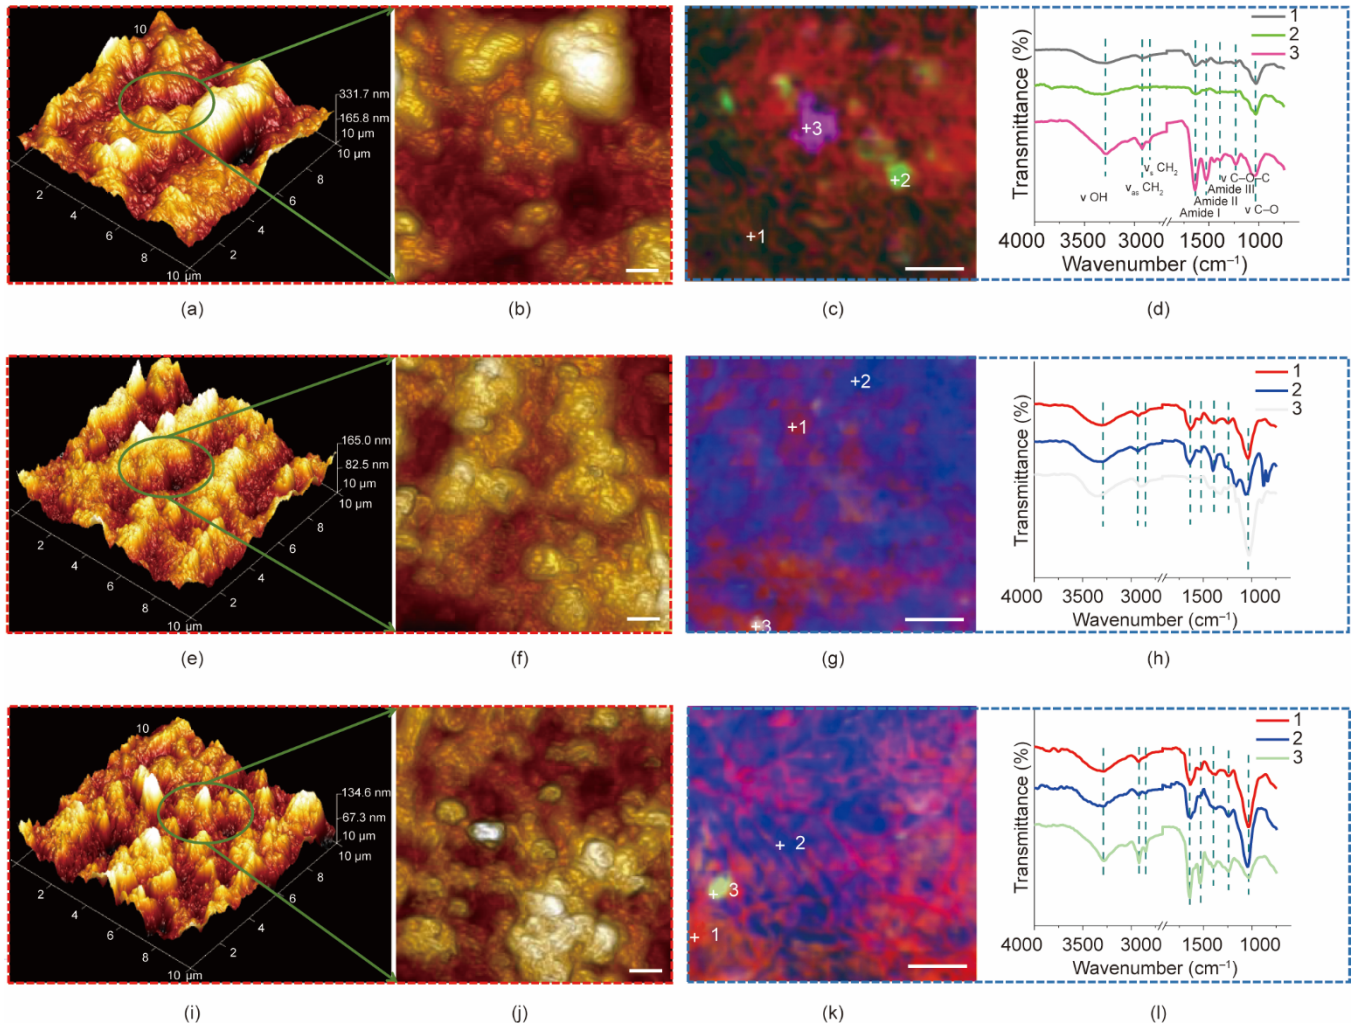 10
331.7 nm
165.8 nm
10 μm
10 μm
2
4
6
8
10 μm
2
4
6
8
+3
+2
+1
Transmittance (%)
1
2
3
ν OH
νas CH2
νs CH2
Amide I
Amide II
Amide III
ν C–O–C
ν C–O
4000 3500 3000 1500 1000
Wavenumber (cm−1)
(a)
(b)
(c)
(d)
165.0 nm
82.5 nm
10 μm
10 μm
2
4
6
8
10 μm
2
4
6
8
+2
+1
+3
Transmittance (%)
1
2
3
4000 3500 3000 1500 1000
Wavenumber (cm−1)
(e)
(f)
(g)
(h)
10
134.6 nm
67.3 nm
10 μm
10 μm
2
4
6
8
10 μm
2
4
6
8
+ 2
+ 3
+ 1
Transmittance (%)
1
2
3
4000 3500 3000 1500 1000
Wavenumber (cm−1)
(i)
(j)
(k)
(l)